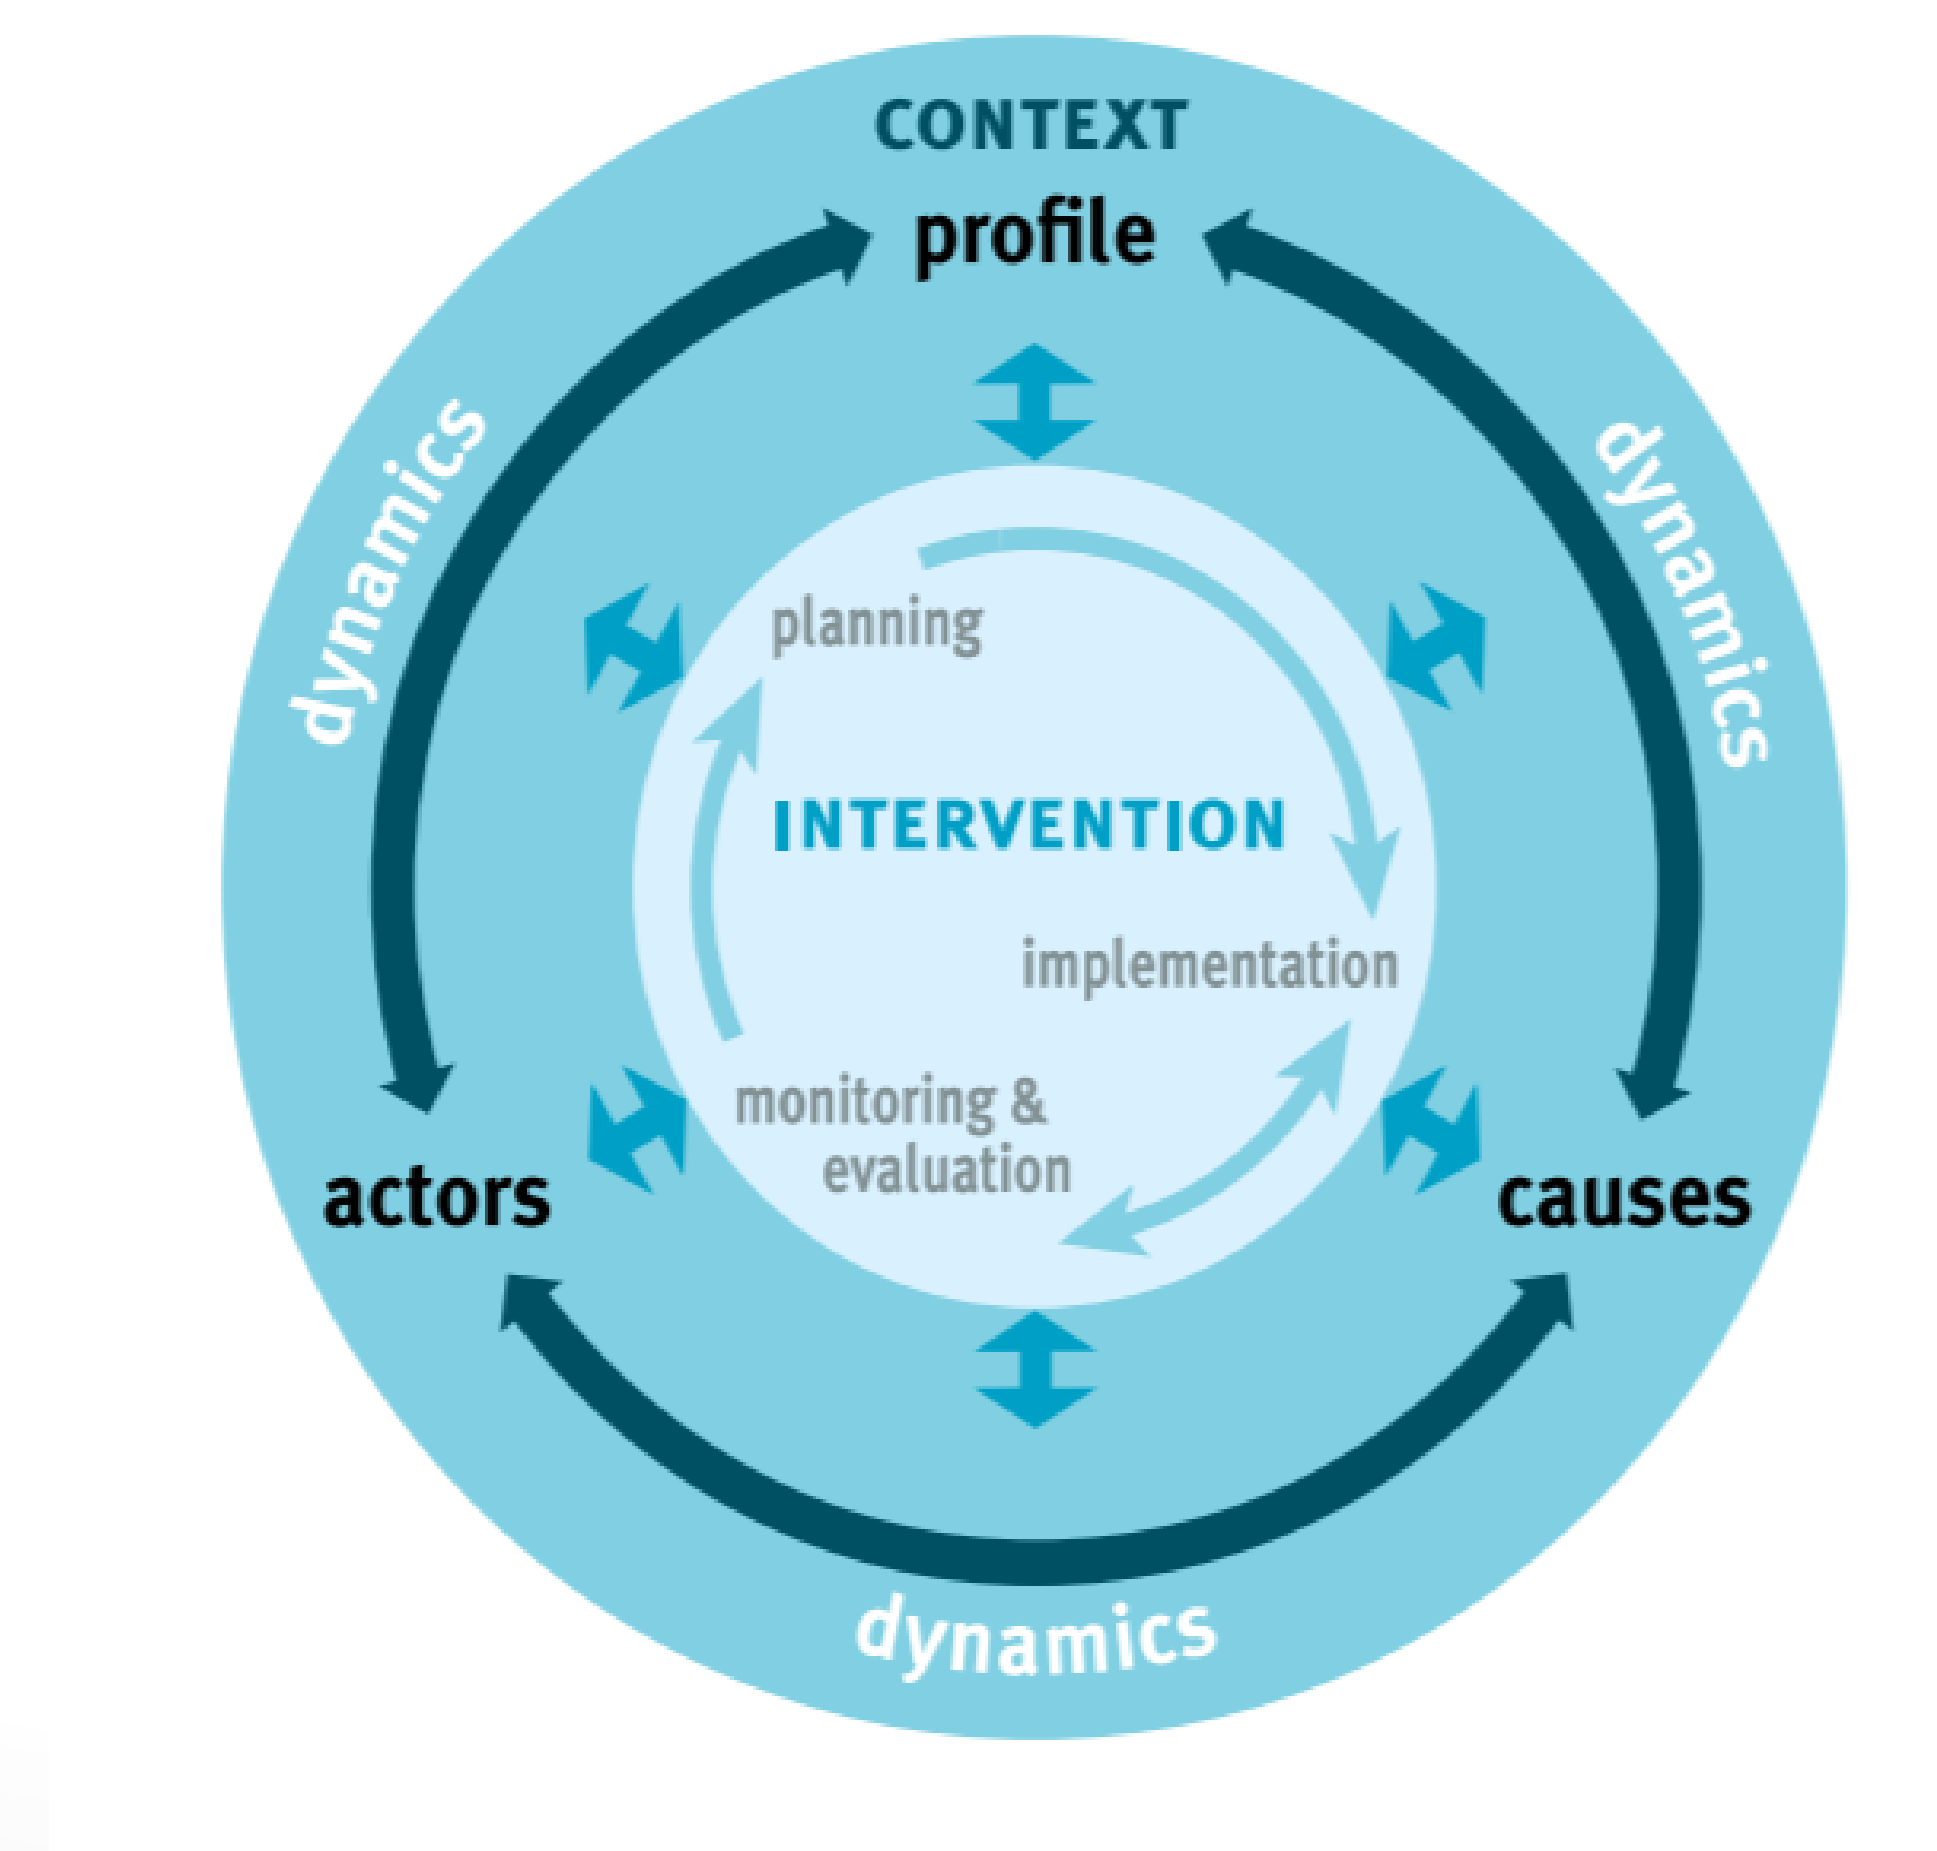 CONTEXT
profile
dynamics
dynamics
planning
INTERVENTION
implementation
monitoring &
evaluation
actors
causes
dynamics